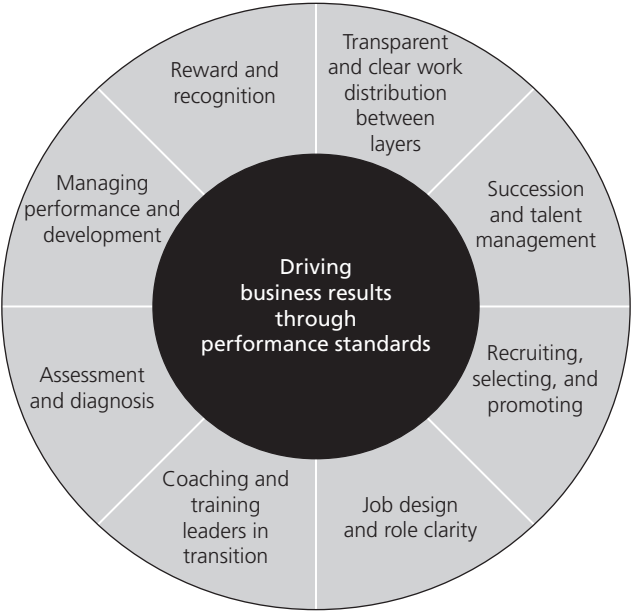 Transparent
and clear work
distribution
between
layers
Succession
and talent
management
Recruiting,
selecting, and
promoting
Job design
and role clarity
Coaching and
training
leaders in
transition
Assessment
and diagnosis
Managing
performance and
development
Reward and
recognition
Driving
business results
through
performance standards